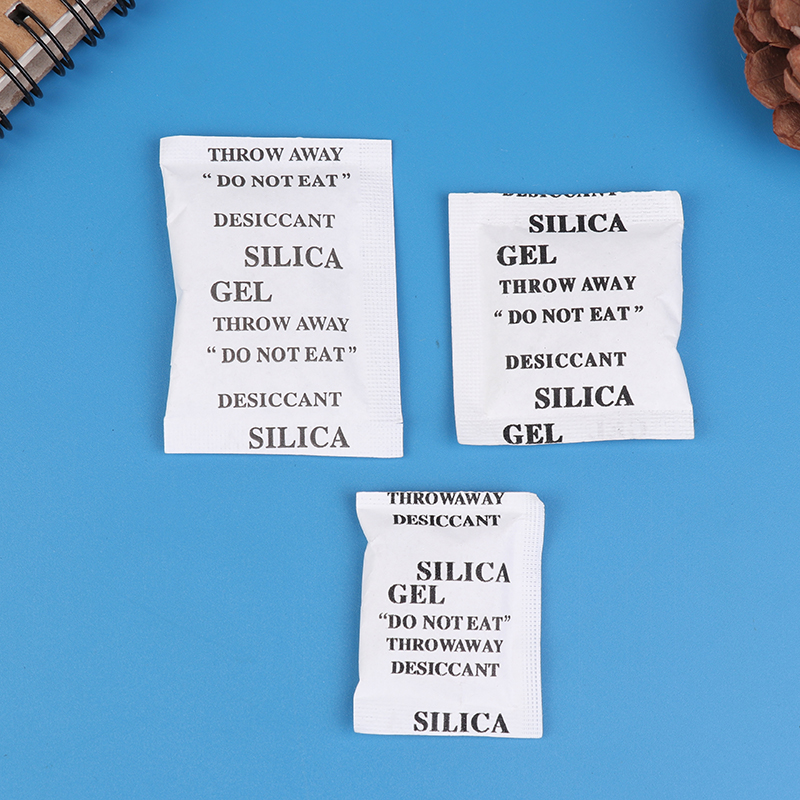 THROW AWAY
“ DO NOT EAT ”
DESICCANT
SILICA
GEL
THROW AWAY
“ DO NOT EAT ”
DESICCANT
SILICA
DESICCANT
SILICA
GEL
THROW AWAY
“ DO NOT EAT ”
DESICCANT
SILICA
GEL
THROWAWAY
DESICCANT
SILICA
GEL
“DO NOT EAT”
THROWAWAY
DESICCANT
SILICA